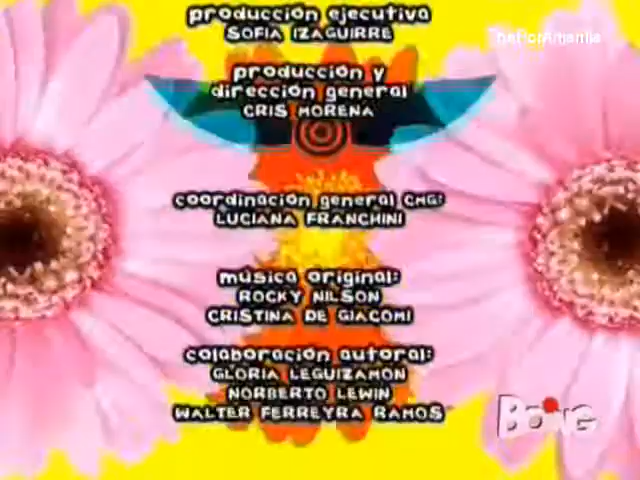 producción ejecutiva
SOFIA IZAGUIRRE
TheFlorAmarilla
producción y
dirección general
CRIS MORENA
coordinación general CMG:
LUCIANA FRANCHINI
música original:
ROCKY NILSON
CRISTINA DE GIACOMI
colaboración autoral:
GLORIA LEGUIZAMON
NORBERTO LEWIN
WALTER FERREYRA RAMOS
BOING